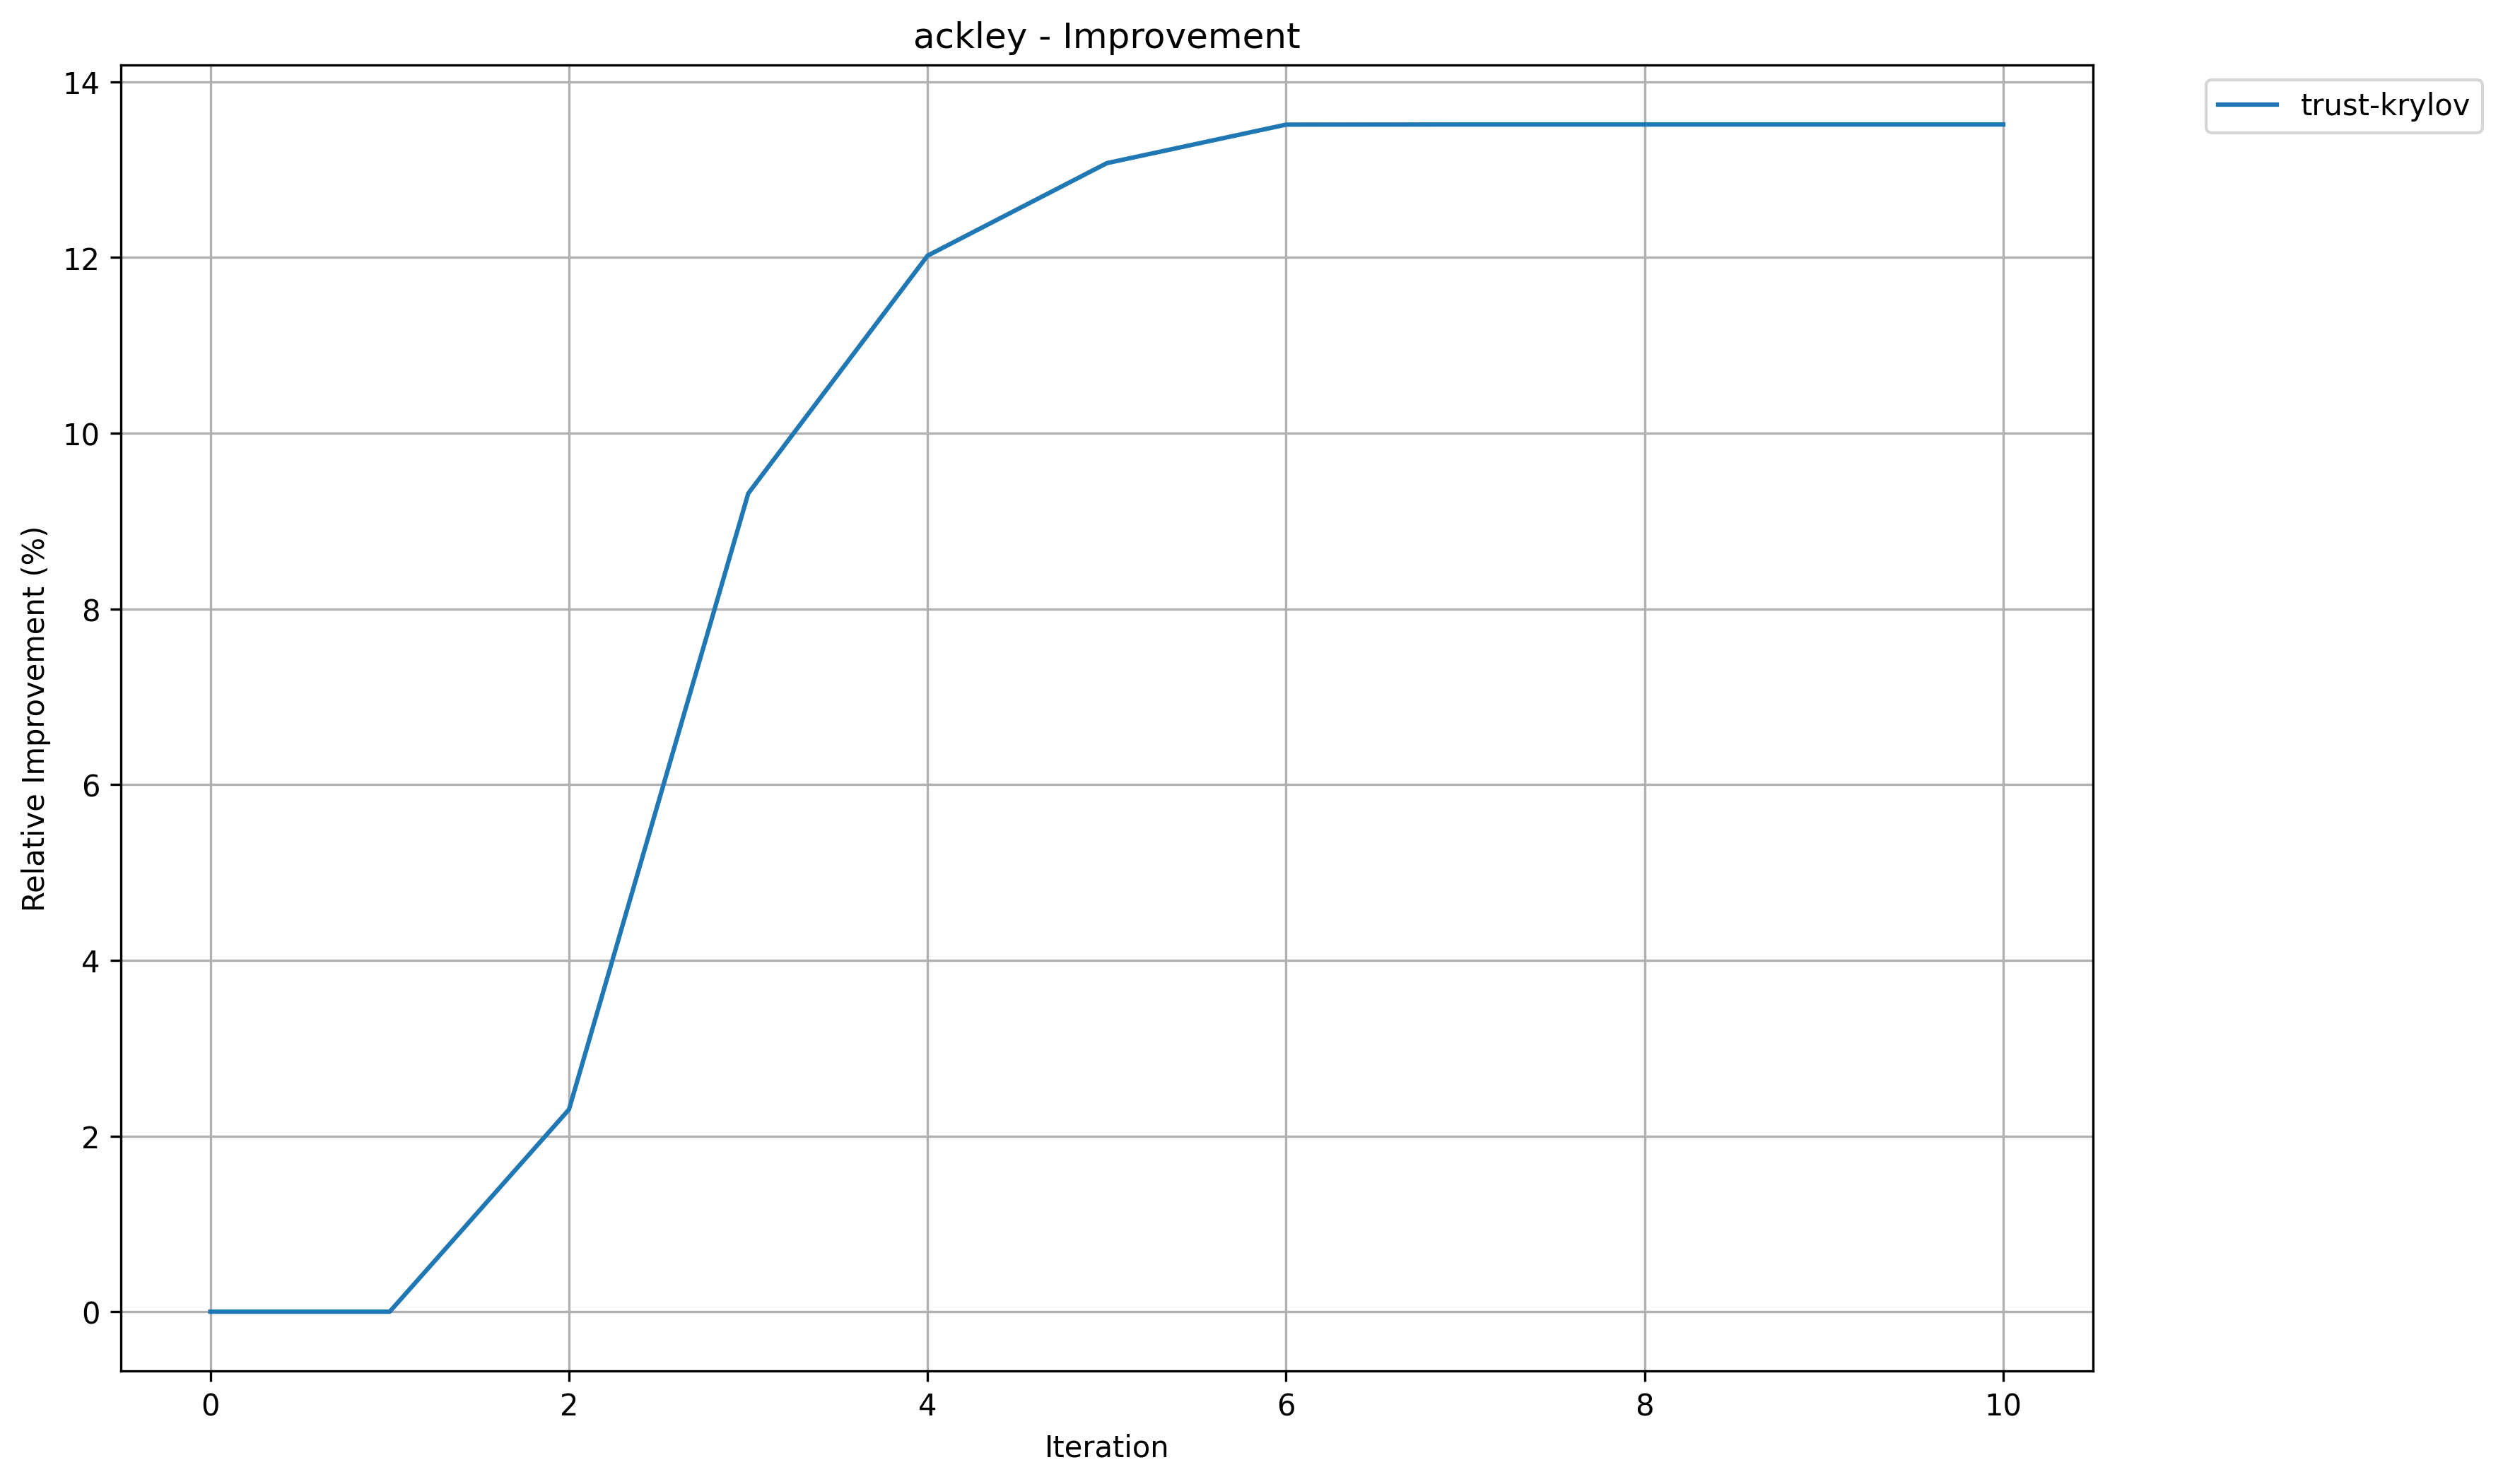 ackley - Improvement
trust-krylov
Relative Improvement (%)
14
12
10
8
6
4
2
0
0 2 4 6 8 10
Iteration